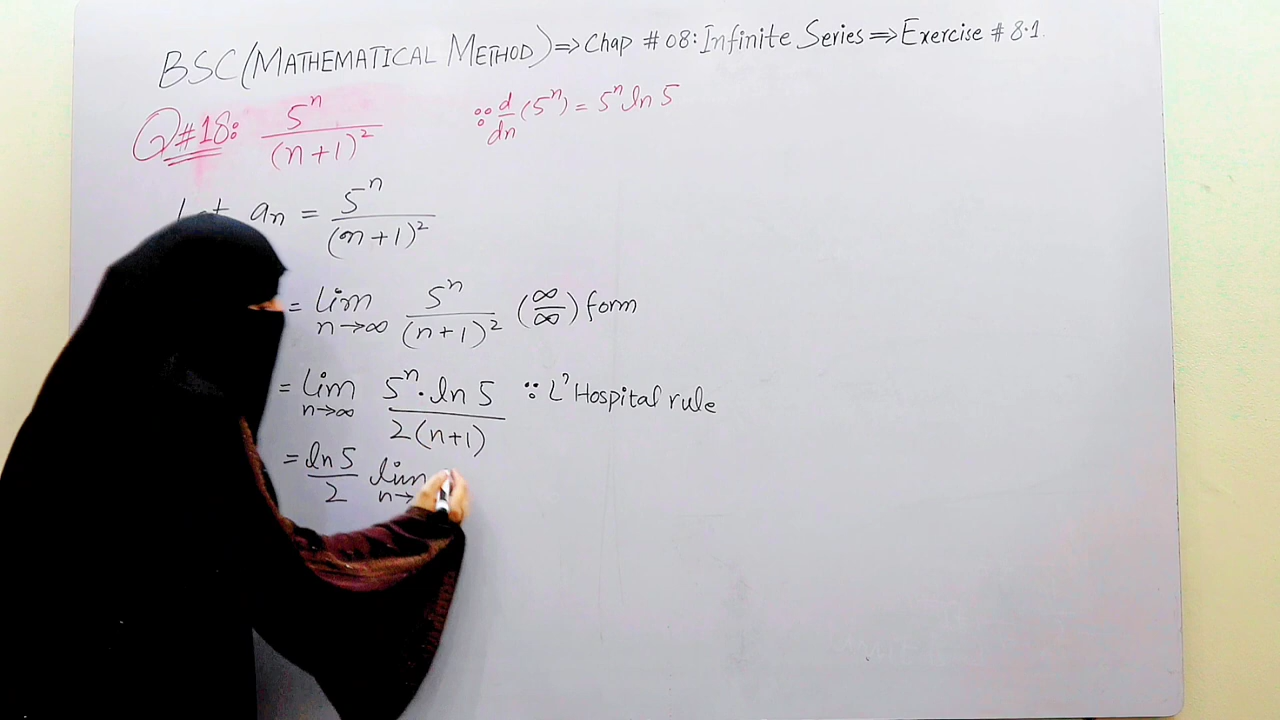 BSC (MATHEMATICAL METHOD) ⇒ Chap # 08: Infinite Series ⇒ Exercise # 8.1.
Q#18: 5^n / (n+1)^2 ∵ d/dn (5^n) = 5^n ln 5
a_n = 5^n / (n+1)^2
= lim n→∞ 5^n / (n+1)^2 (∞/∞) form
= lim n→∞ 5^n · ln 5 / 2(n+1) ∵ L'Hospital rule
= ln 5 / 2 lim n→